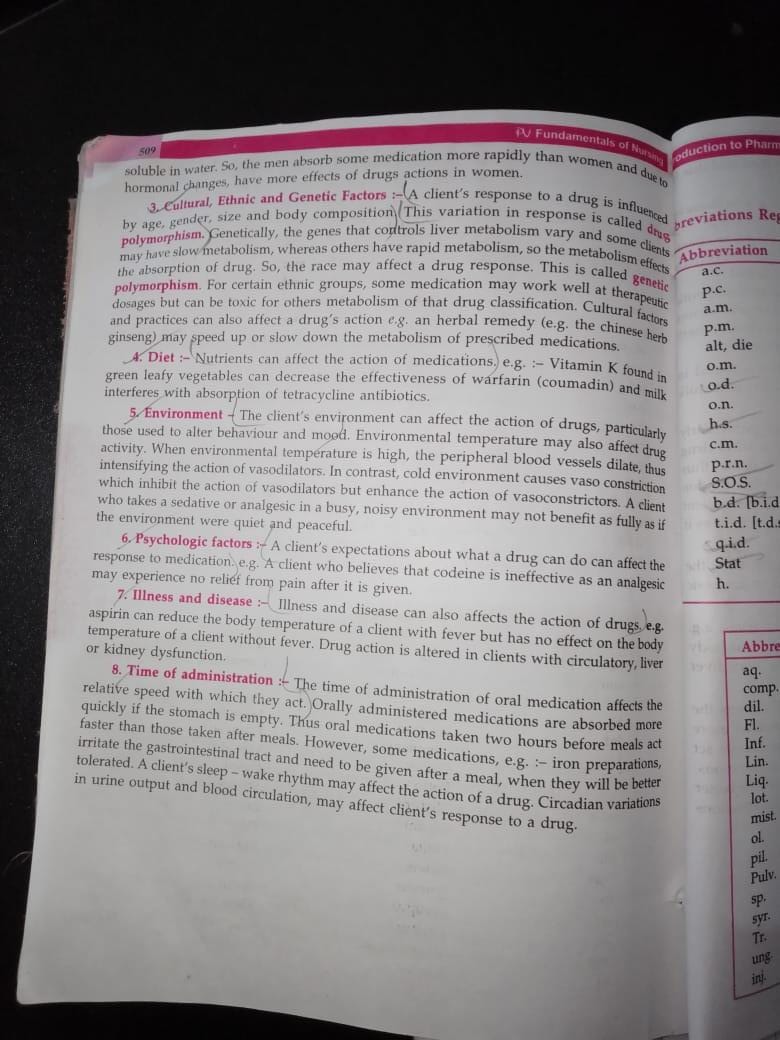 509
PV Fundamentals of Nursing
soluble in water. So, the men absorb some medication more rapidly than women and due to
hormonal changes, have more effects of drugs actions in women.
3. Cultural, Ethnic and Genetic Factors :– A client's response to a drug is influenced
by age, gender, size and body composition. This variation in response is called drug
polymorphism. Genetically, the genes that controls liver metabolism vary and some clients
may have slow metabolism, whereas others have rapid metabolism, so the metabolism effects
the absorption of drug. So, the race may affect a drug response. This is called genetic
polymorphism. For certain ethnic groups, some medication may work well at therapeutic
dosages but can be toxic for others metabolism of that drug classification. Cultural factors
and practices can also affect a drug's action e.g. an herbal remedy (e.g. the chinese herb
ginseng) may speed up or slow down the metabolism of prescribed medications.
4. Diet :– Nutrients can affect the action of medications, e.g. :– Vitamin K found in
green leafy vegetables can decrease the effectiveness of warfarin (coumadin) and milk
interferes with absorption of tetracycline antibiotics.
5. Environment – The client's environment can affect the action of drugs, particularly
those used to alter behaviour and mood. Environmental temperature may also affect drug
activity. When environmental temperature is high, the peripheral blood vessels dilate, thus
intensifying the action of vasodilators. In contrast, cold environment causes vaso constriction
which inhibit the action of vasodilators but enhance the action of vasoconstrictors. A client
who takes a sedative or analgesic in a busy, noisy environment may not benefit as fully as if
the environment were quiet and peaceful.
6. Psychologic factors :– A client's expectations about what a drug can do can affect the
response to medication. e.g. A client who believes that codeine is ineffective as an analgesic
may experience no relief from pain after it is given.
7. Illness and disease :– Illness and disease can also affects the action of drugs, e.g.
aspirin can reduce the body temperature of a client with fever but has no effect on the body
temperature of a client without fever. Drug action is altered in clients with circulatory, liver
or kidney dysfunction.
8. Time of administration :– The time of administration of oral medication affects the
relative speed with which they act. Orally administered medications are absorbed more
quickly if the stomach is empty. Thus oral medications taken two hours before meals act
faster than those taken after meals. However, some medications, e.g. :– iron preparations,
irritate the gastrointestinal tract and need to be given after a meal, when they will be better
tolerated. A client's sleep – wake rhythm may affect the action of a drug. Circadian variations
in urine output and blood circulation, may affect client's response to a drug.
oduction to Pharm
breviations Reg
Abbreviation
a.c.
p.c.
a.m.
p.m.
alt, die
o.m.
o.d.
o.n.
h.s.
c.m.
p.r.n.
S.O.S.
b.d. [b.i.d
t.i.d. [t.d.s
q.i.d.
Stat
h.
Abbre
aq.
comp.
dil.
Fl.
Inf.
Lin.
Liq.
lot.
mist.
ol.
pil.
Pulv.
sp.
syr.
Tr.
ung.
inj.